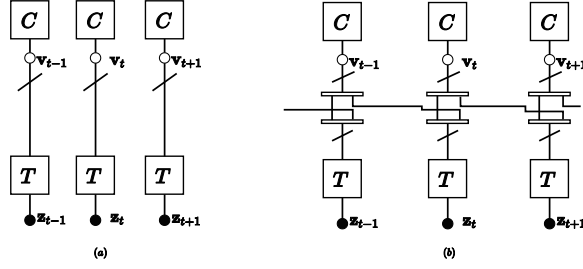 C C C C C C
v_{t-1} v_t v_{t+1} v_{t-1} v_t v_{t+1}
T T T T T T
z_{t-1} z_t z_{t+1} z_{t-1} z_t z_{t+1}
(a) (b)